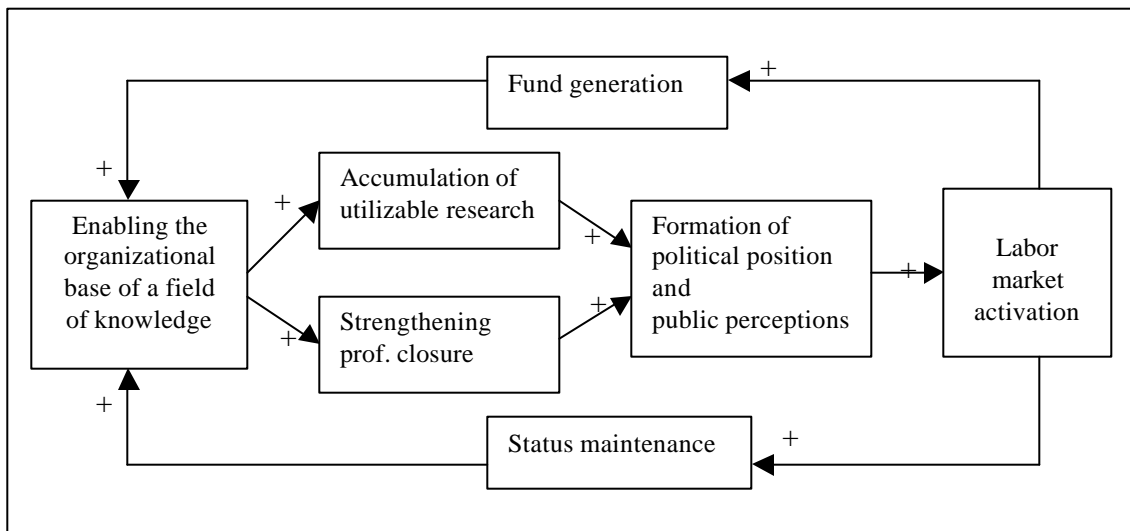 +
Fund generation
+
Accumulation of
utilizable research
+
+
Enabling the
organizational
base of a field
of knowledge
Formation of
political position
and
public perceptions
+
Labor
market
activation
+
+
Strengthening
prof. closure
+
+
Status maintenance
+